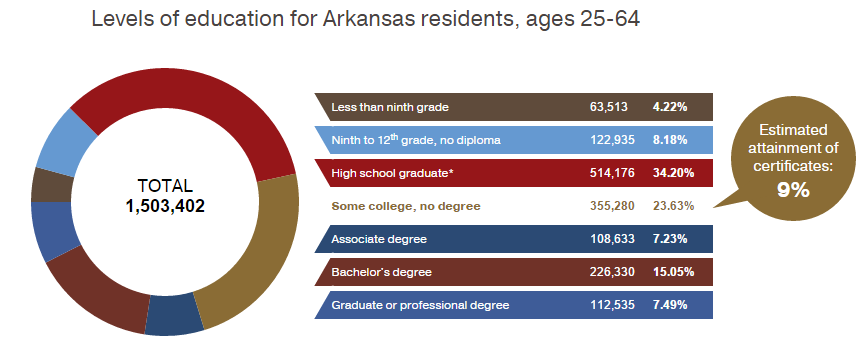 Levels of education for Arkansas residents, ages 25-64
TOTAL
1,503,402
Less than ninth grade 63,513 4.22%
Ninth to 12th grade, no diploma 122,935 8.18%
High school graduate* 514,176 34.20%
Some college, no degree 355,280 23.63%
Associate degree 108,633 7.23%
Bachelor's degree 226,330 15.05%
Graduate or professional degree 112,535 7.49%
Estimated
attainment of
certificates:
9%